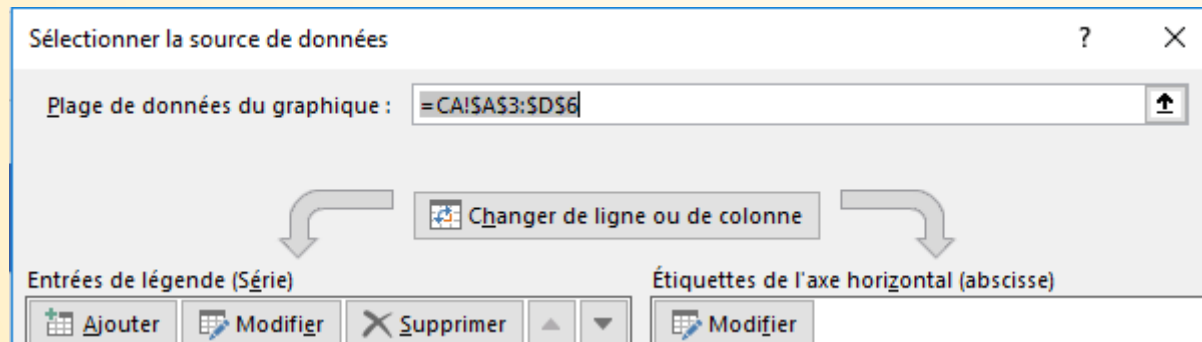 Sélectionner la source de données ?
Plage de données du graphique : =CA!$A$3:$D$6
Changer de ligne ou de colonne
Entrées de légende (Série) Étiquettes de l'axe horizontal (abscisse)
Ajouter Modifier Supprimer Modifier